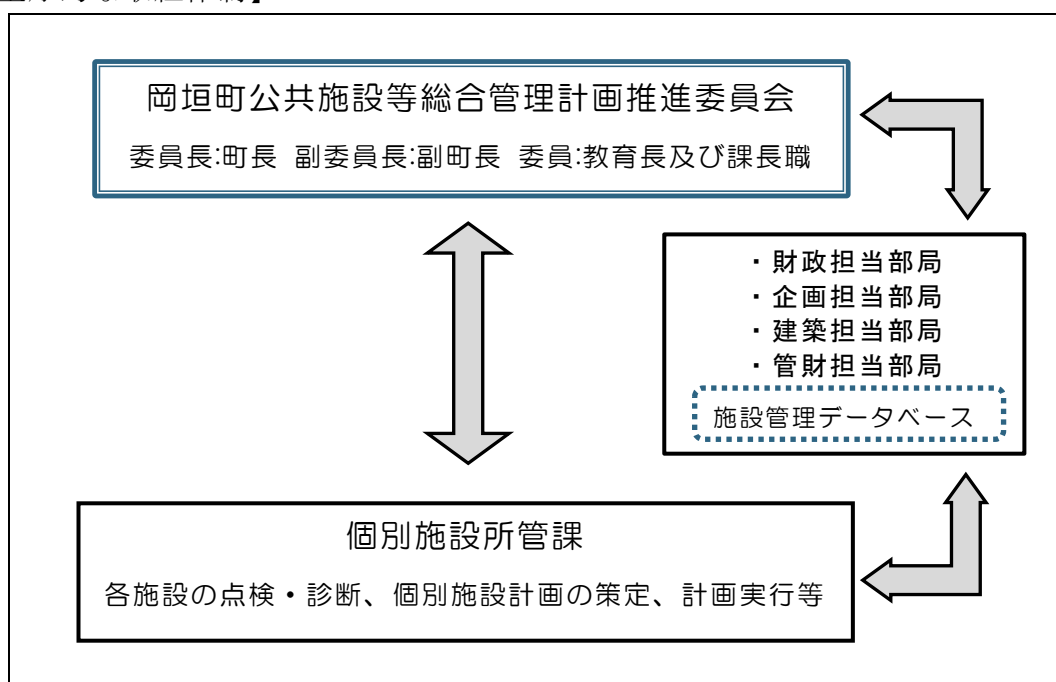 岡垣町公共施設等総合管理計画推進委員会
委員長:町長 副委員長:副町長 委員:教育長及び課長職
・財政担当部局
・企画担当部局
・建築担当部局
・管財担当部局
施設管理データベース
個別施設所管課
各施設の点検・診断、個別施設計画の策定、計画実行等